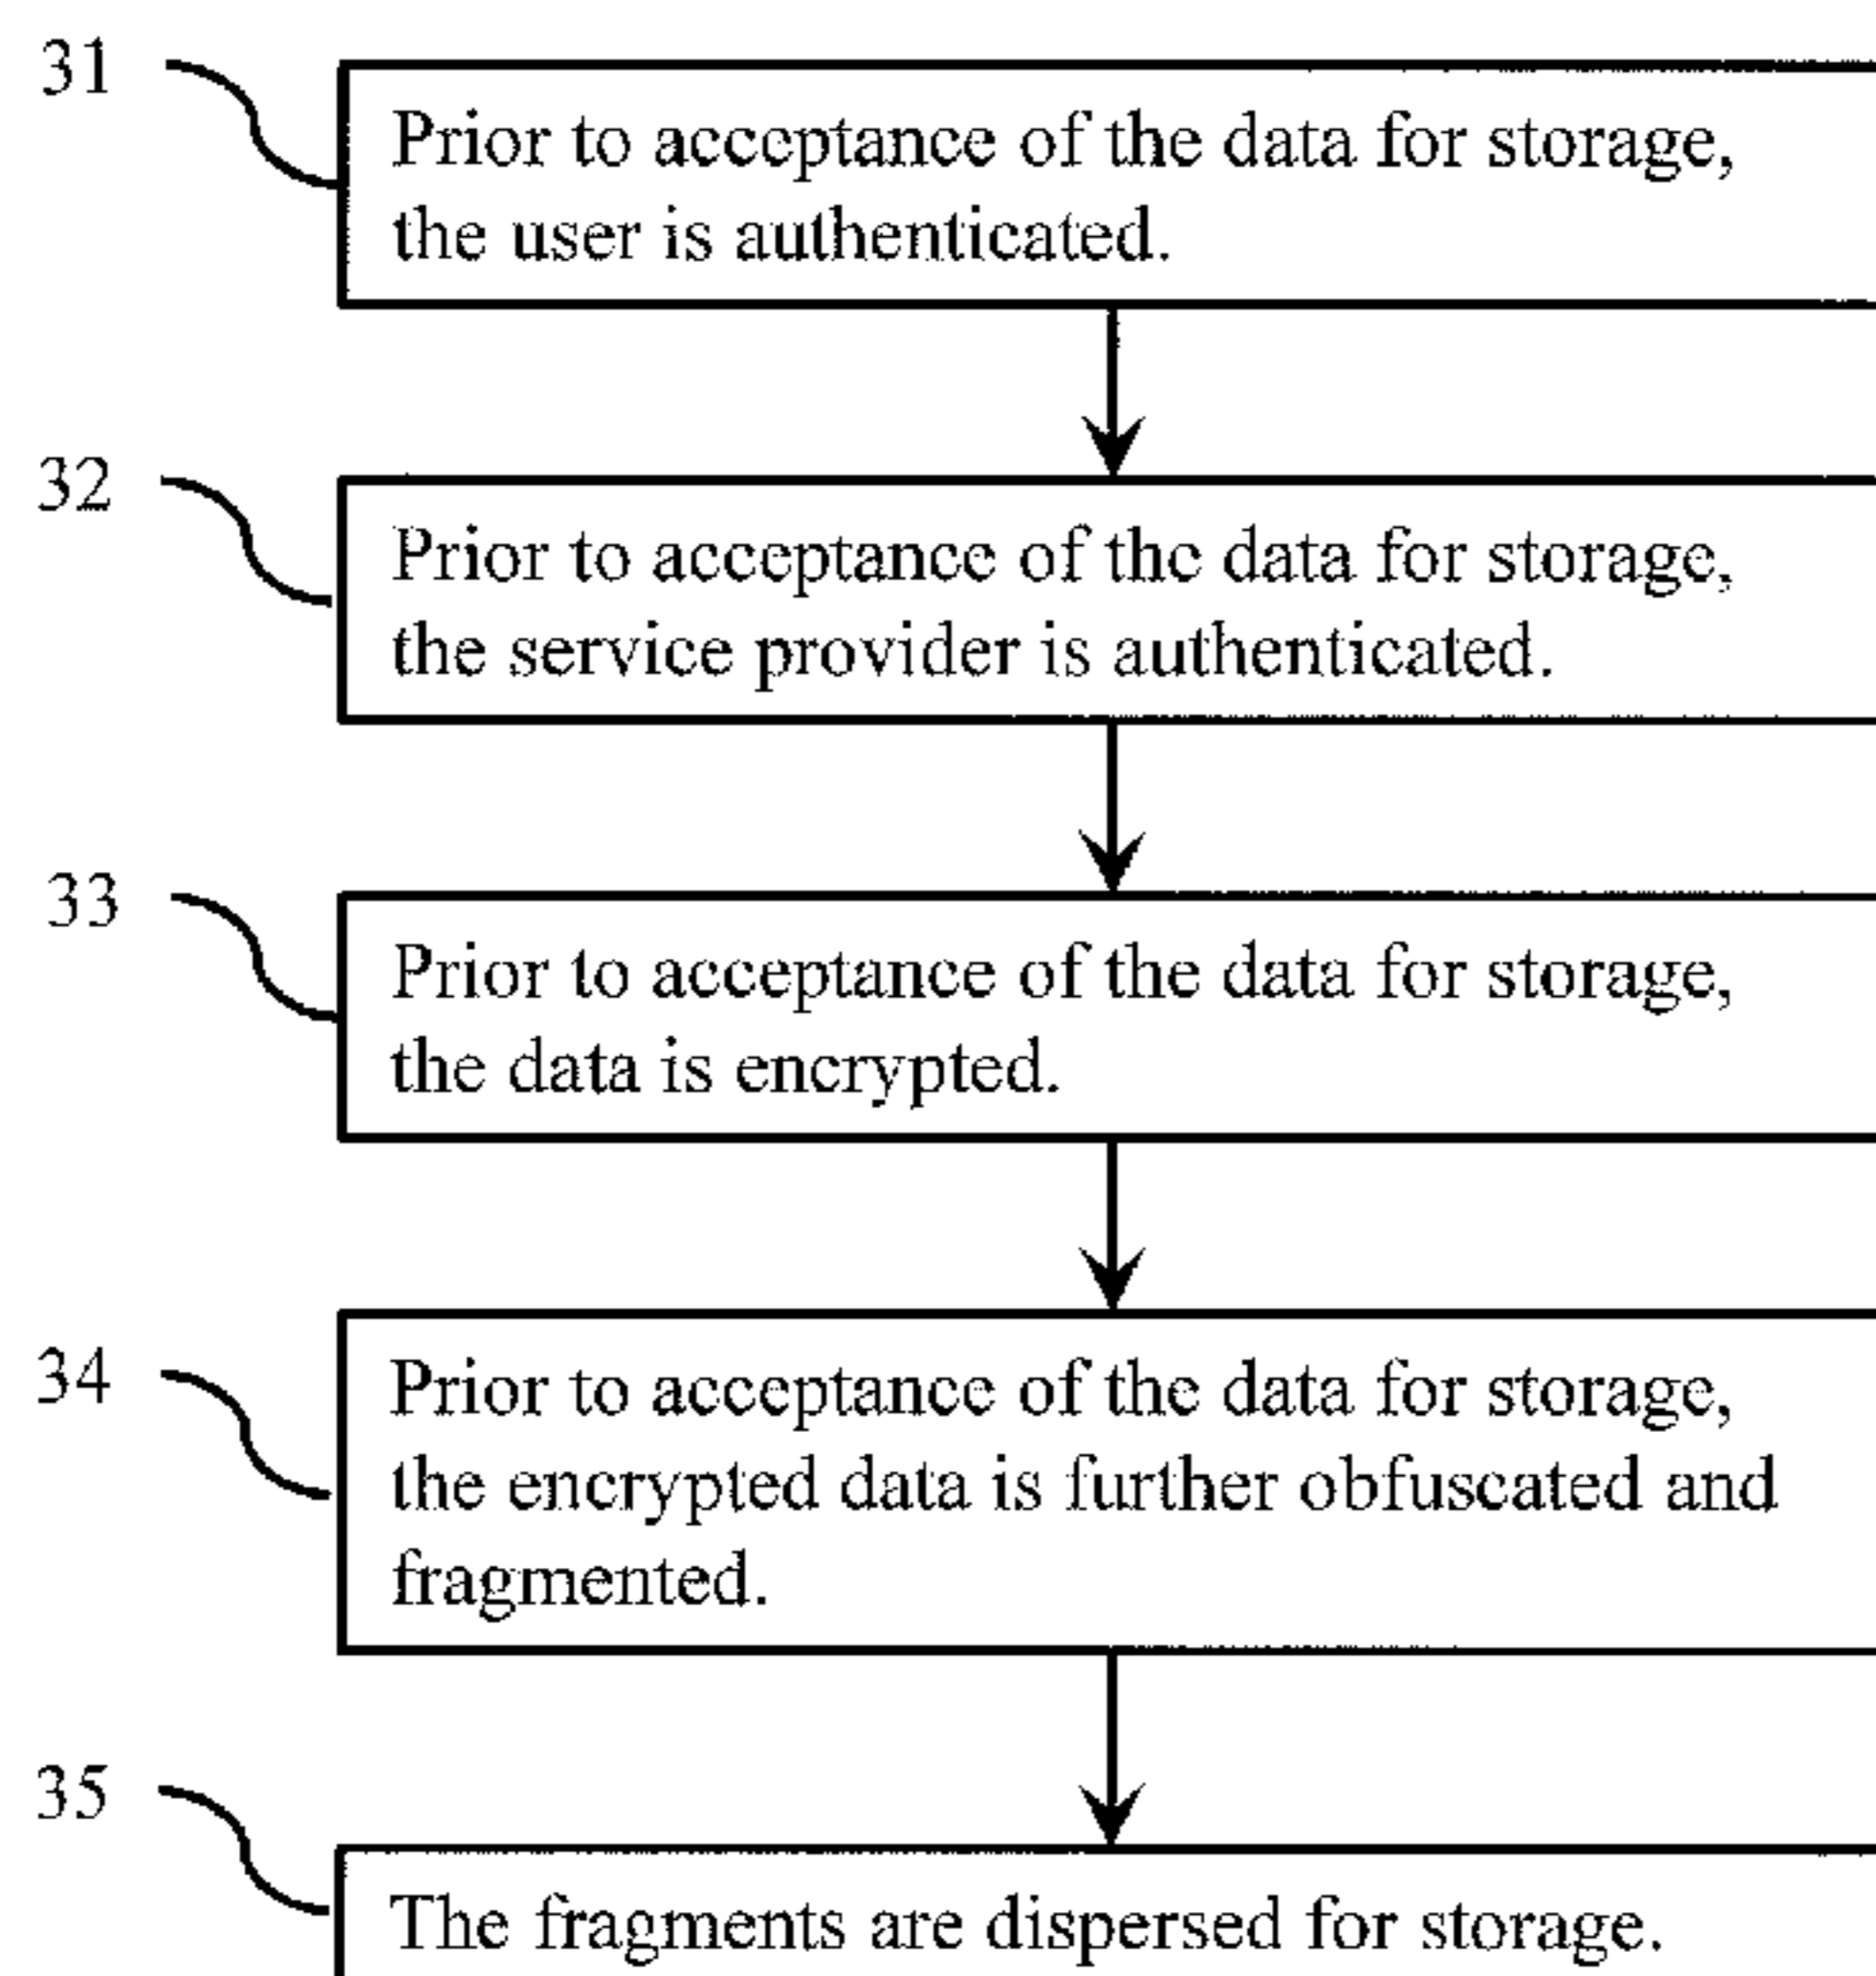 31
Prior to acceptance of the data for storage,
the user is authenticated.
32
Prior to acceptance of the data for storage,
the service provider is authenticated.
33
Prior to acceptance of the data for storage,
the data is encrypted.
34
Prior to acceptance of the data for storage,
the encrypted data is further obfuscated and
fragmented.
35
The fragments are dispersed for storage.